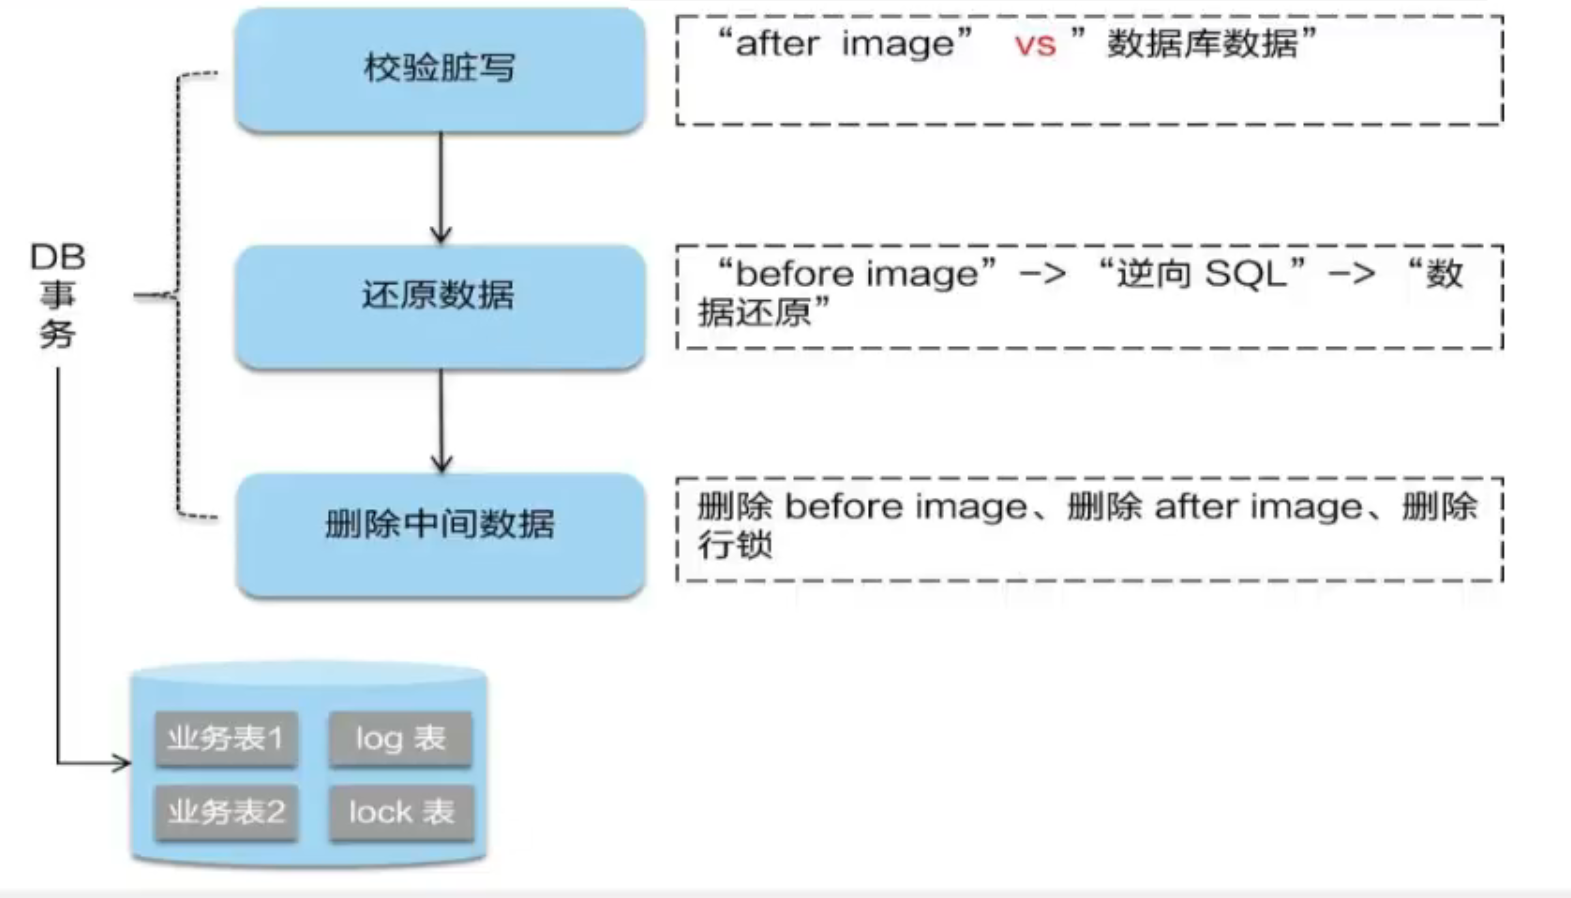 校验脏写
“after image” vs ”数据库数据”
DB
事
务
还原数据
“before image”–> “逆向 SQL”–> “数
据还原”
删除中间数据
删除 before image、删除 after image、删除
行锁
业务表1
log 表
业务表2
lock 表